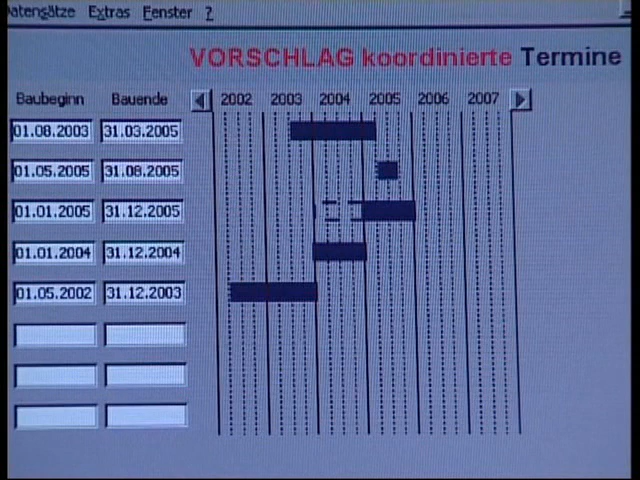 Datensätze Extras Fenster ?
VORSCHLAG koordinierte Termine
Baubeginn Bauende 2002 2003 2004 2005 2006 2007
01.08.2003 31.03.2005
01.05.2005 31.08.2005
01.01.2005 31.12.2005
01.01.2004 31.12.2004
01.05.2002 31.12.2003